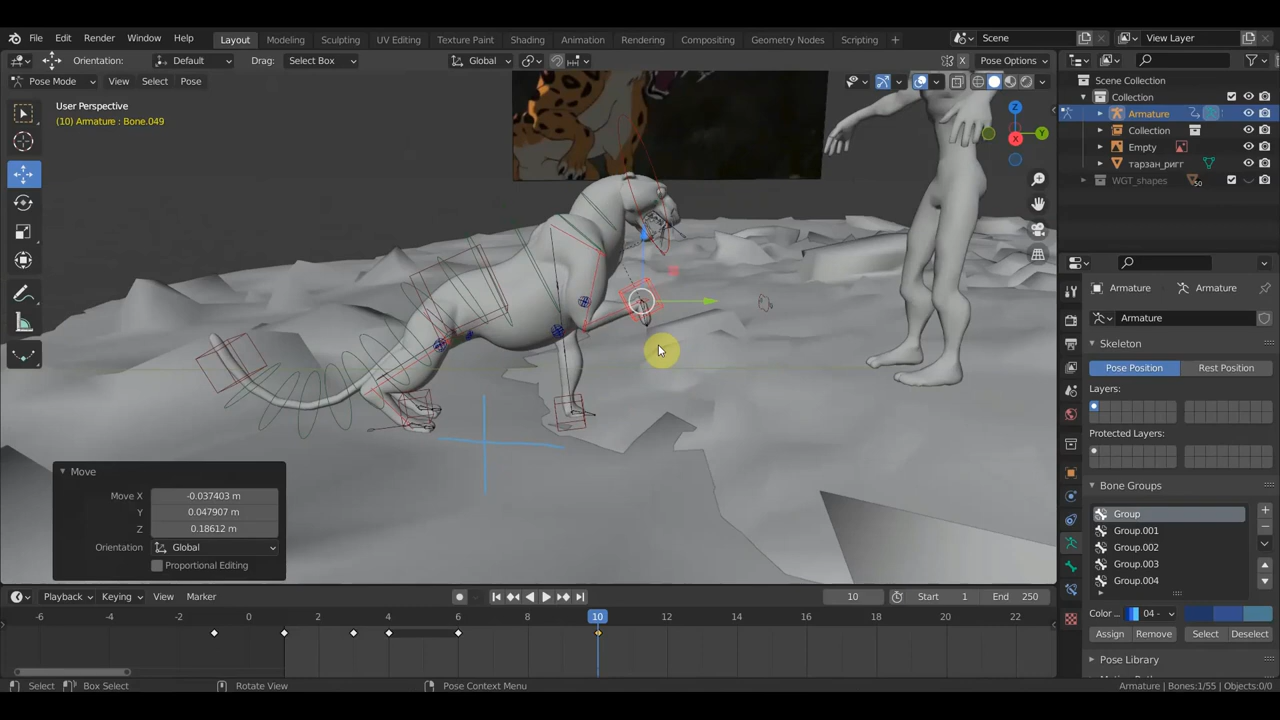 File Edit Render Window Help Layout Modeling Sculpting UV Editing Texture Paint Shading Animation Rendering Compositing Geometry Nodes Scripting + Scene View Layer
Orientation: Default Drag: Select Box Global Pose Options
Pose Mode View Select Pose
User Perspective
(10) Armature : Bone.049
Z
Y
X
Scene Collection
Collection
Armature
Collection
Empty
тарзан_ригг
WGT_shapes 50
Armature Armature
Armature
Skeleton
Pose Position Rest Position
Layers:
Protected Layers:
Bone Groups
Group
Group.001
Group.002
Group.003
Group.004
Color ... 04 -
Assign Remove Select Deselect
Pose Library
Move
Move X -0.037403 m
Y 0.047907 m
Z 0.18612 m
Orientation Global
Proportional Editing
Playback Keying View Marker 10 Start 1 End 250
-6 -4 -2 0 2 4 6 8 10 12 14 16 18 20 22
Select Box Select Rotate View Pose Context Menu Armature | Bones:1/55 | Objects:0/0